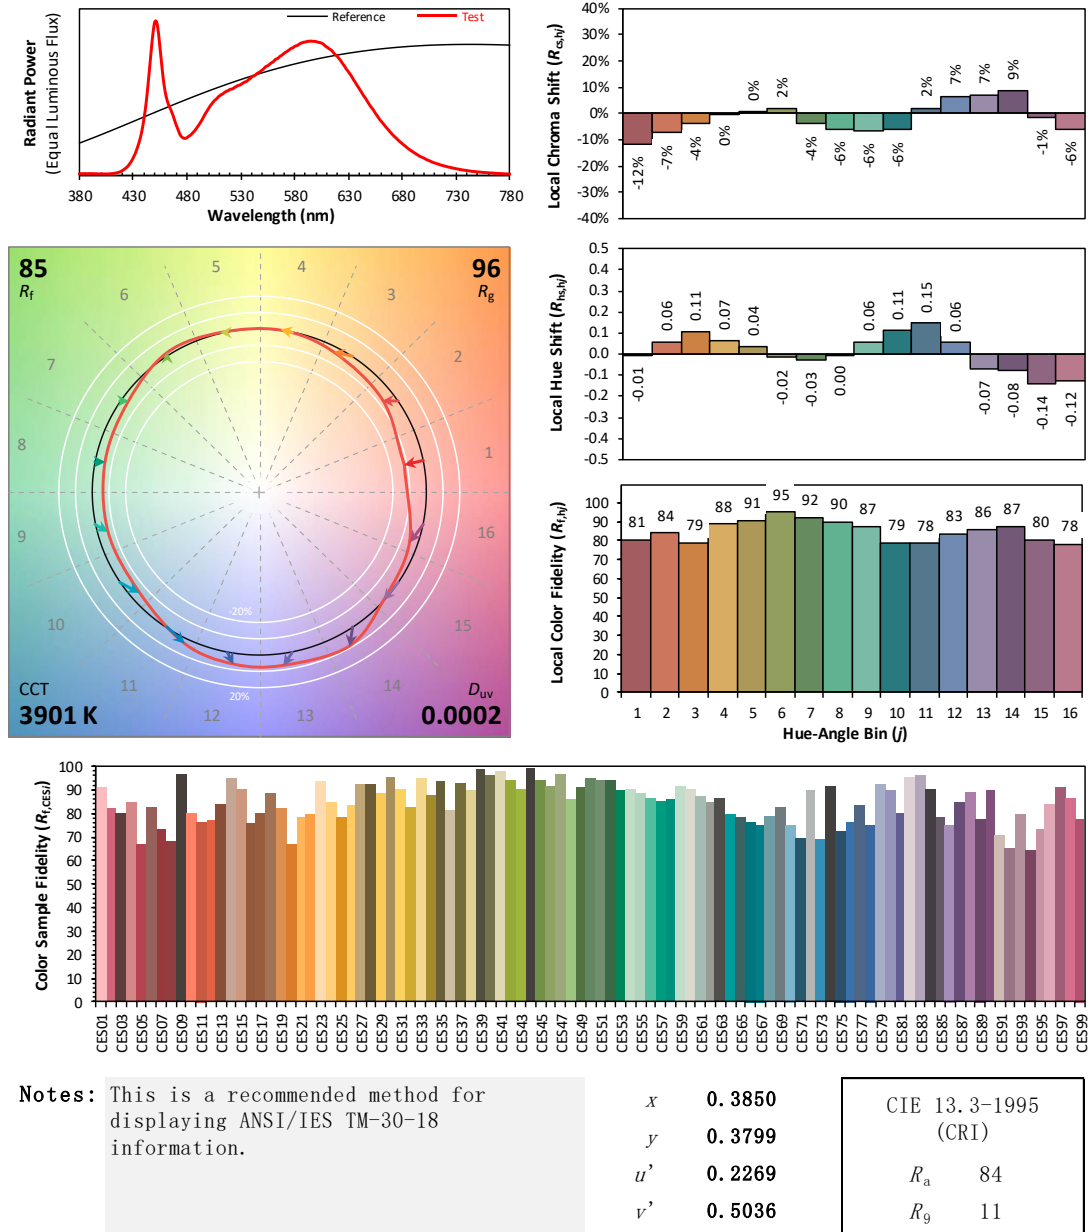 Reference
Test
Radiant Power
(Equal Luminous Flux)
380 430 480 530 580 630 680 730 780
Wavelength (nm)
Local Chroma Shift (Rcs,hj)
40%
30%
20%
10%
0%
-10%
-20%
-30%
-40%
-12% -7% -4% 0% 0% 2% -4% -6% -6% -6% 2% 7% 7% 9% -1% -6%
85
Rf
96
Rg
1
2
3
4
5
6
7
8
9
10
11
12
13
14
15
16
-20%
20%
CCT
3901 K
Duv
0.0002
Local Hue Shift (Rhs,hj)
0.5
0.4
0.3
0.2
0.1
0.0
-0.1
-0.2
-0.3
-0.4
-0.5
-0.01 0.06 0.11 0.07 0.04 -0.02 -0.03 0.00 0.06 0.11 0.15 0.06 -0.07 -0.08 -0.14 -0.12
Local Color Fidelity (Rf,hj)
100
90
80
70
60
50
40
30
20
10
0
81 84 79 88 91 95 92 90 87 79 78 83 86 87 80 78
1 2 3 4 5 6 7 8 9 10 11 12 13 14 15 16
Hue-Angle Bin (j)
Color Sample Fidelity (Rf,CESi)
100
90
80
70
60
50
40
30
20
10
0
CES01 CES03 CES05 CES07 CES09 CES11 CES13 CES15 CES17 CES19 CES21 CES23 CES25 CES27 CES29 CES31 CES33 CES35 CES37 CES39 CES41 CES43 CES45 CES47 CES49 CES51 CES53 CES55 CES57 CES59 CES61 CES63 CES65 CES67 CES69 CES71 CES73 CES75 CES77 CES79 CES81 CES83 CES85 CES87 CES89 CES91 CES93 CES95 CES97 CES99
Notes: This is a recommended method for
displaying ANSI/IES TM-30-18
information.
x 0.3850
y 0.3799
u' 0.2269
v' 0.5036
CIE 13.3-1995
(CRI)
Ra 84
R9 11